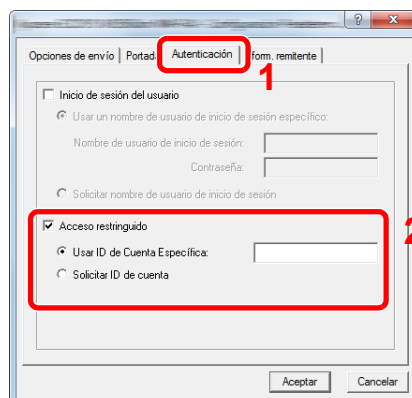 Opciones de envío Portad Autenticación form. remitente
1
Inicio de sesión del usuario
Usar un nombre de usuario de inicio de sesión específico:
Nombre de usuario de inicio de sesión:
Contraseña:
Solicitar nombre de usuario de inicio de sesión
Acceso restringido
2
Usar ID de Cuenta Específica:
Solicitar ID de cuenta
Aceptar Cancelar